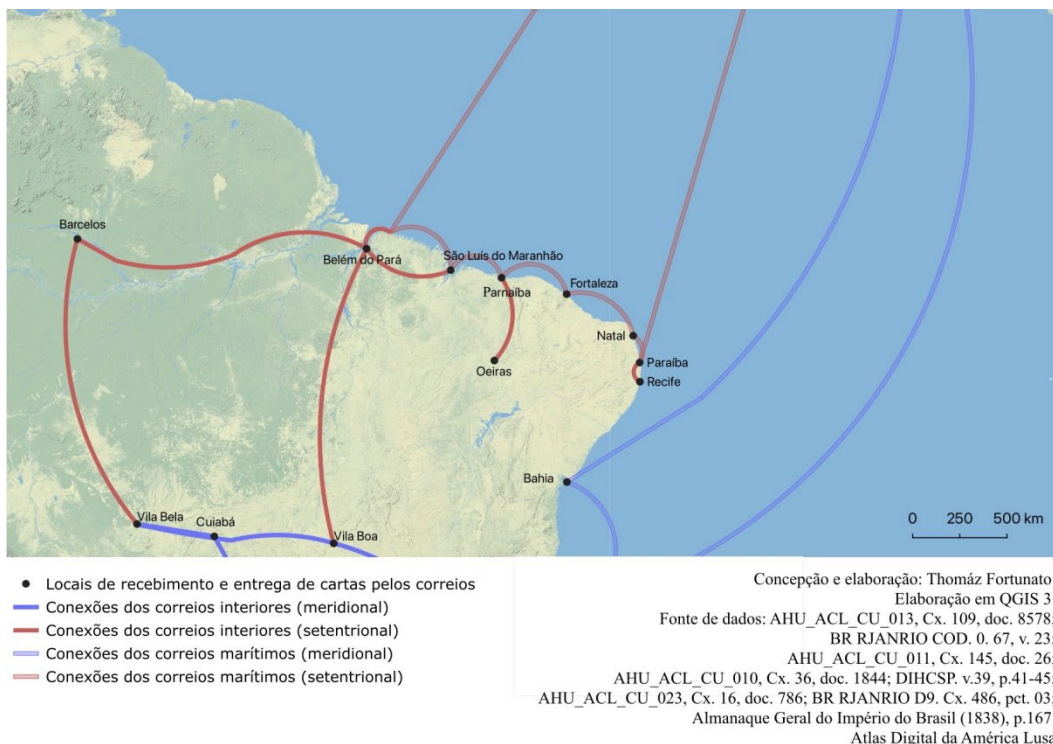 Barcelos
Belém do Pará
São Luís do Maranhão
Parnaíba
Fortaleza
Natal
Oeiras
Paraíba
Recife
Bahia
Vila Bela
Cuiabá
Vila Boa
0 250 500 km
Locais de recebimento e entrega de cartas pelos correios
Conexões dos correios interiores (meridional)
Conexões dos correios interiores (setentrional)
Conexões dos correios marítimos (meridional)
Conexões dos correios marítimos (setentrional)
Concepção e elaboração: Thomáz Fortunato
Elaboração em QGIS 3
Fonte de dados: AHU_ACL_CU_013, Cx. 109, doc. 8578;
BR RJANRIO COD. 0. 67, v. 23;
AHU_ACL_CU_011, Cx. 145, doc. 26;
AHU_ACL_CU_010, Cx. 36, doc. 1844; DIHCSP. v.39, p.41-45;
AHU_ACL_CU_023, Cx. 16, doc. 786; BR RJANRIO D9. Cx. 486, pct. 03;
Almanaque Geral do Império do Brasil (1838), p.167
Atlas Digital da América Lusa